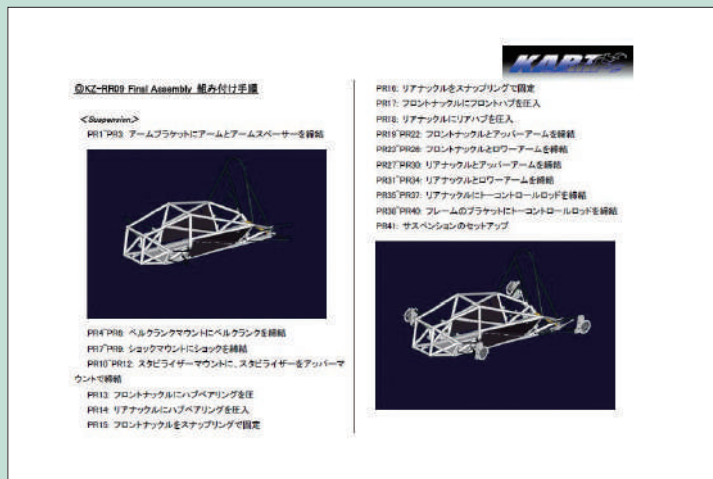 ◎KZ-RR09 Final Assembly 組み付け手順
<Suspension>
PR1~PR3: アームブラケットにアームとアームスペーサーを締結
PR4~PR6: ベルクランクマウントにベルクランクを締結
PR7~PR9: ショックマウントにショックを締結
PR10~PR12: スタビライザーマウントに、スタビライザーをアッパーマ
ウントで締結
PR13: フロントナックルにハブベアリングを圧
PR14: リアナックルにハブベアリングを圧入
PR15: フロントナックルをスナップリングで固定
KART
PR16: リアナックルをスナップリングで固定
PR17: フロントナックルにフロントハブを圧入
PR18: リアナックルにリアハブを圧入
PR19~PR22: フロントナックルとアッパーアームを締結
PR23~PR26: フロントナックルとロワーアームを締結
PR27~PR30: リアナックルとアッパーアームを締結
PR31~PR34: リアナックルとロワーアームを締結
PR35~PR37: リアナックルにトーコントロールロッドを締結
PR38~PR40: フレームのブラケットにトーコントロールロッドを締結
PR41: サスペンションのセットアップ